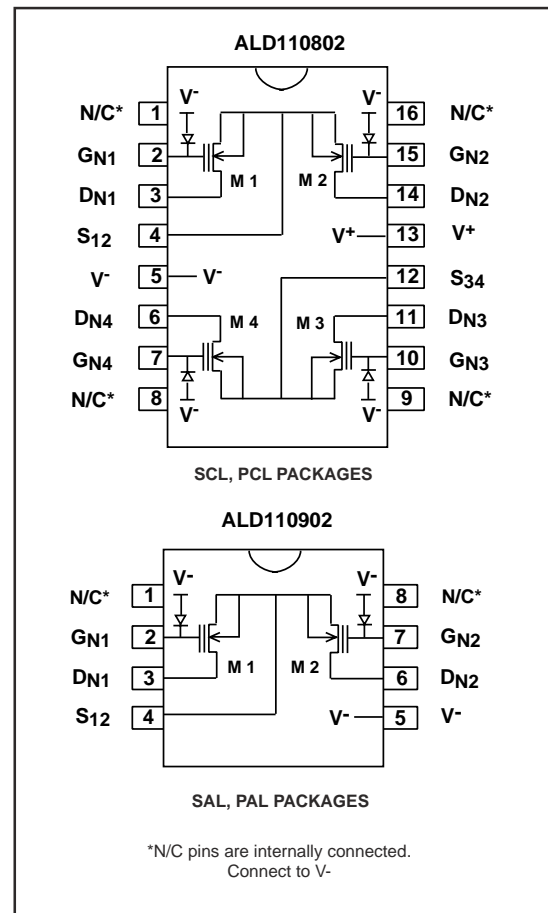 ALD110802
N/C* 1 V- V- 16 N/C*
GN1 2 15 GN2
M 1 M 2
DN1 3 14 DN2
S12 4 V+ 13 V+
V- 5 V- 12 S34
DN4 6 M 4 M 3 11 DN3
GN4 7 10 GN3
N/C* 8 V- V- 9 N/C*
SCL, PCL PACKAGES
ALD110902
N/C* 1 V- V- 8 N/C*
GN1 2 7 GN2
DN1 3 M 1 M 2 6 DN2
S12 4 V- 5 V-
SAL, PAL PACKAGES
*N/C pins are internally connected.
Connect to V-